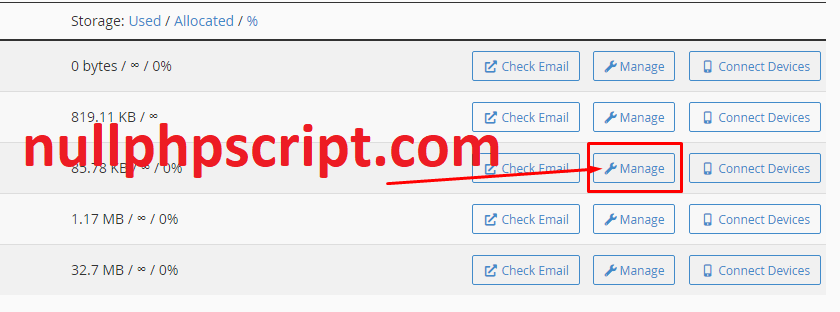 Storage: Used / Allocated / %
0 bytes / ∞ / 0% Check Email Manage Connect Devices
819.11 KB / ∞ Check Email Manage Connect Devices
nullphpscript.com
85.78 KB / ∞ / 0% Check Email Manage Connect Devices
1.17 MB / ∞ / 0% Check Email Manage Connect Devices
32.7 MB / ∞ / 0% Check Email Manage Connect Devices